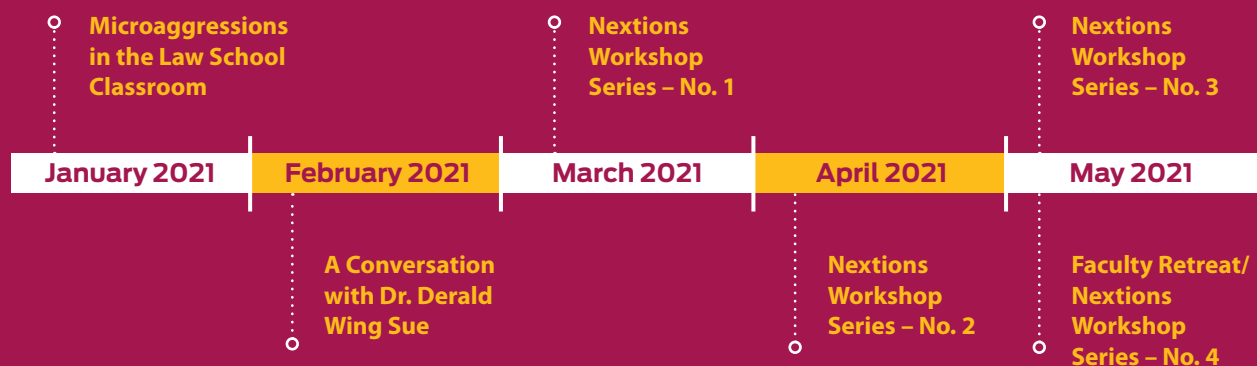 Microaggressions
in the Law School
Classroom
Nextions
Workshop
Series – No. 1
Nextions
Workshop
Series – No. 3
January 2021
February 2021
March 2021
April 2021
May 2021
A Conversation
with Dr. Derald
Wing Sue
Nextions
Workshop
Series – No. 2
Faculty Retreat/
Nextions
Workshop
Series – No. 4